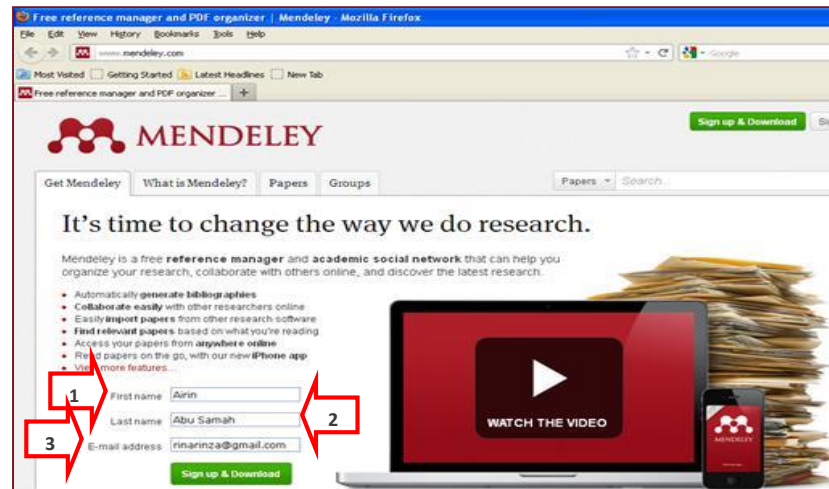 Free reference manager and PDF organizer | Mendeley - Mozilla Firefox
File Edit View History Bookmarks Tools Help
www.mendeley.com
Google
Most Visited Getting Started Latest Headlines New Tab
Free reference manager and PDF organizer ... +
MENDELEY
Sign up & Download
Get Mendeley What is Mendeley? Papers Groups
Papers Search
It's time to change the way we do research.
Mendeley is a free reference manager and academic social network that can help you
organize your research, collaborate with others online, and discover the latest research.
Automatically generate bibliographies
Collaborate easily with other researchers online
Easily import papers from other research software
Find relevant papers based on what you're reading
Access your papers from anywhere online
Read papers on the go, with our new iPhone app
View more features...
1
First name Airin
Last name Abu Samah
2
3
E-mail address rinarinza@gmail.com
Sign up & Download
WATCH THE VIDEO
MENDELEY